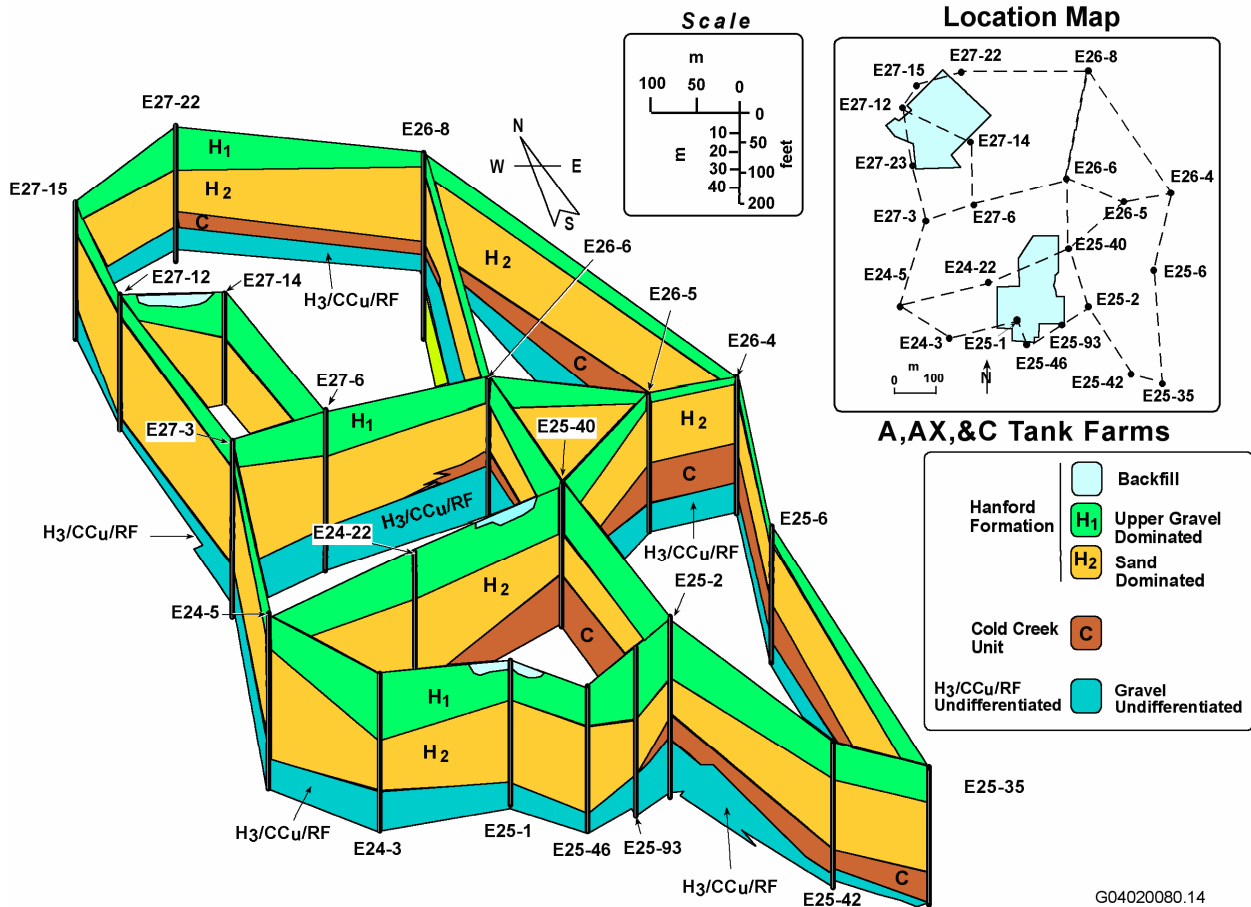 Scale
m
100 50 0
0
10
20
30
40
m
50
100
150
200
feet
Location Map
E27-22
E26-8
E27-15
E27-12
E27-14
E27-23
E26-6
E26-4
E27-3
E27-6
E26-5
E25-40
E24-5
E24-22
E25-6
E25-2
E24-3
E25-1
E25-93
E25-46
E25-42
E25-35
m
0 100
N
A,AX,&C Tank Farms
Hanford
Formation
Backfill
H1 Upper Gravel
Dominated
H2 Sand
Dominated
Cold Creek
Unit
C
H3/CCu/RF
Undifferentiated
Gravel
Undifferentiated
N
W E
S
E27-22
E26-8
E27-15
H1
H2
C
H3/CCu/RF
E27-12
E27-14
E26-6
H2
C
E26-5
E26-4
E27-6
H1
E27-3
E25-40
H2
C
H3/CCu/RF
H3/CCu/RF
H3/CCu/RF
E24-22
H2
C
E25-6
E25-2
E24-5
H1
H2
H3/CCu/RF
E24-3
E25-1
E25-46
E25-93
H3/CCu/RF
E25-42
C
E25-35
G04020080.14